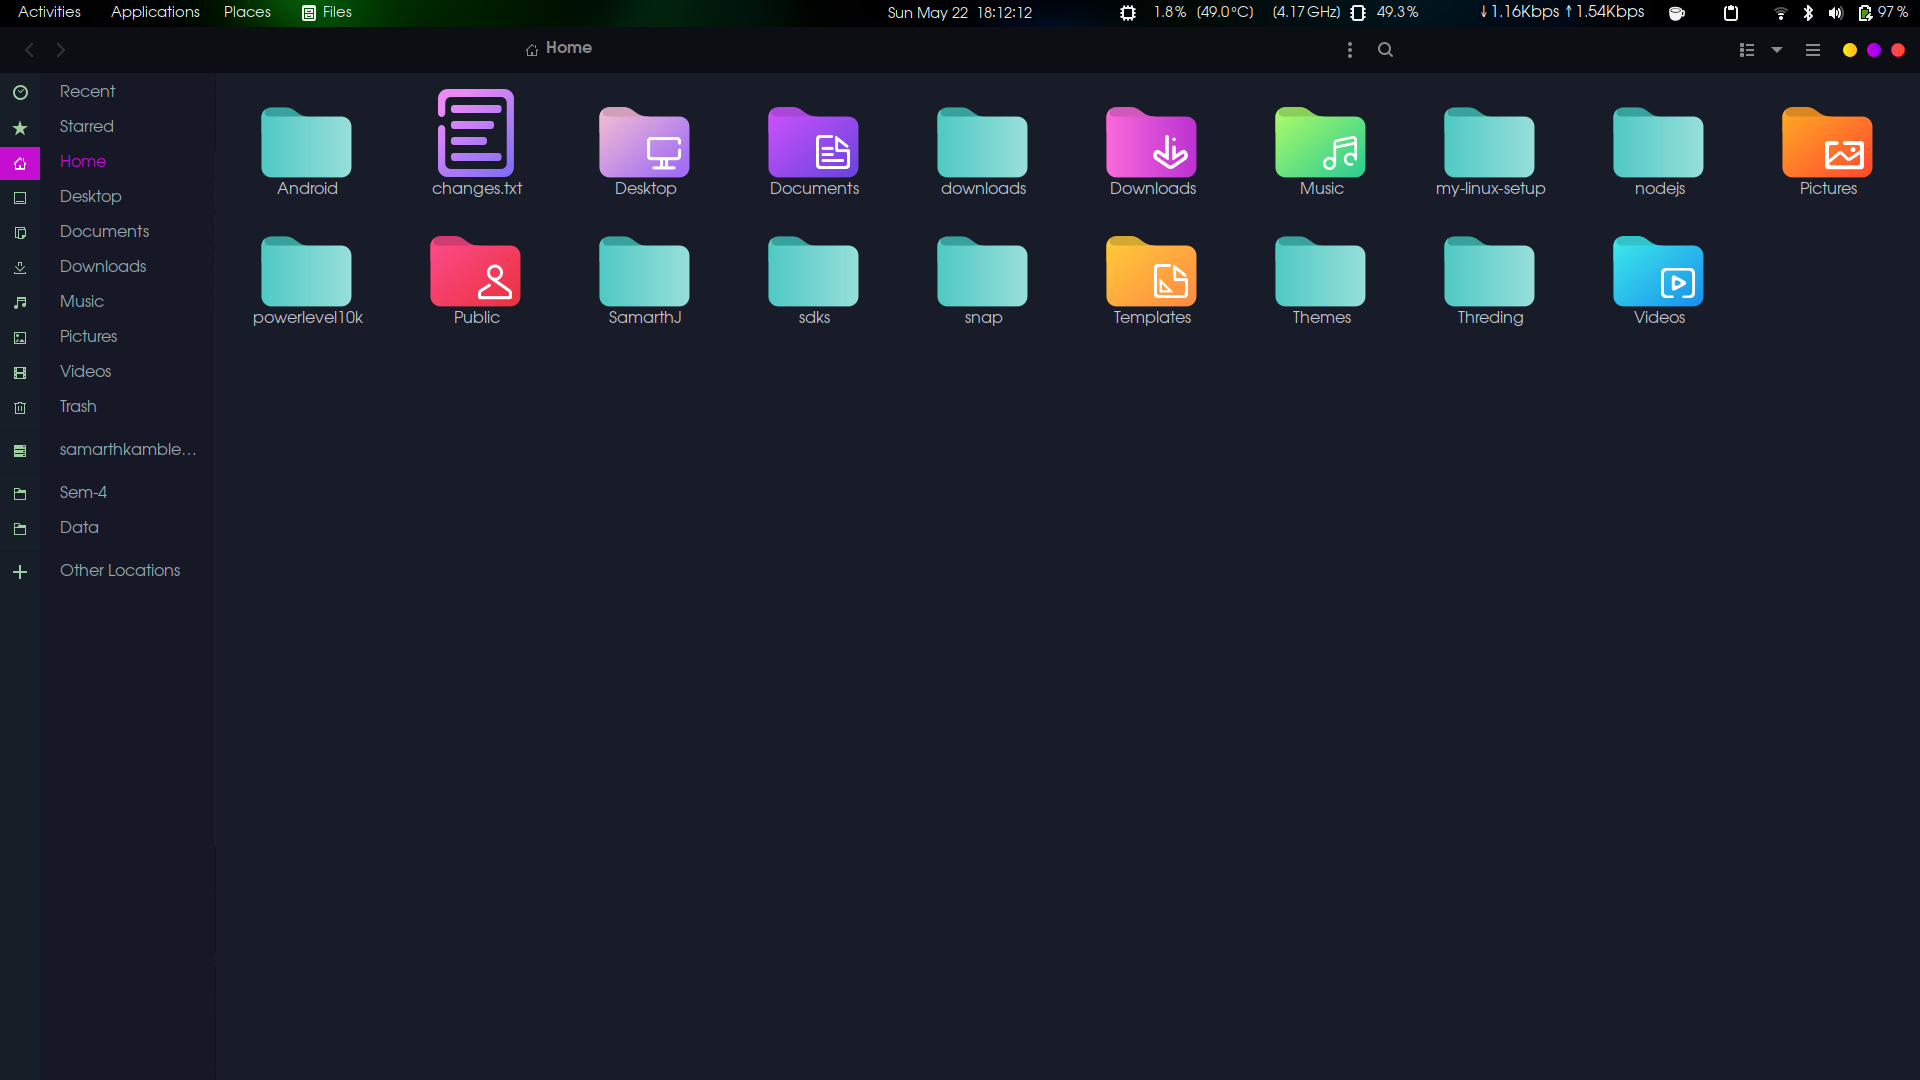 Activities Applications Places Files Sun May 22 18:12:12 1.8% (49.0°C) (4.17GHz) 49.3% ↓1.16Kbps ↑1.54Kbps 97%
Home
Recent
Starred
Home
Desktop
Documents
Downloads
Music
Pictures
Videos
Trash
samarthkamble...
Sem-4
Data
Other Locations
Android changes.txt Desktop Documents downloads Downloads Music my-linux-setup nodejs Pictures
powerlevel10k Public SamarthJ sdks snap Templates Themes Threding Videos